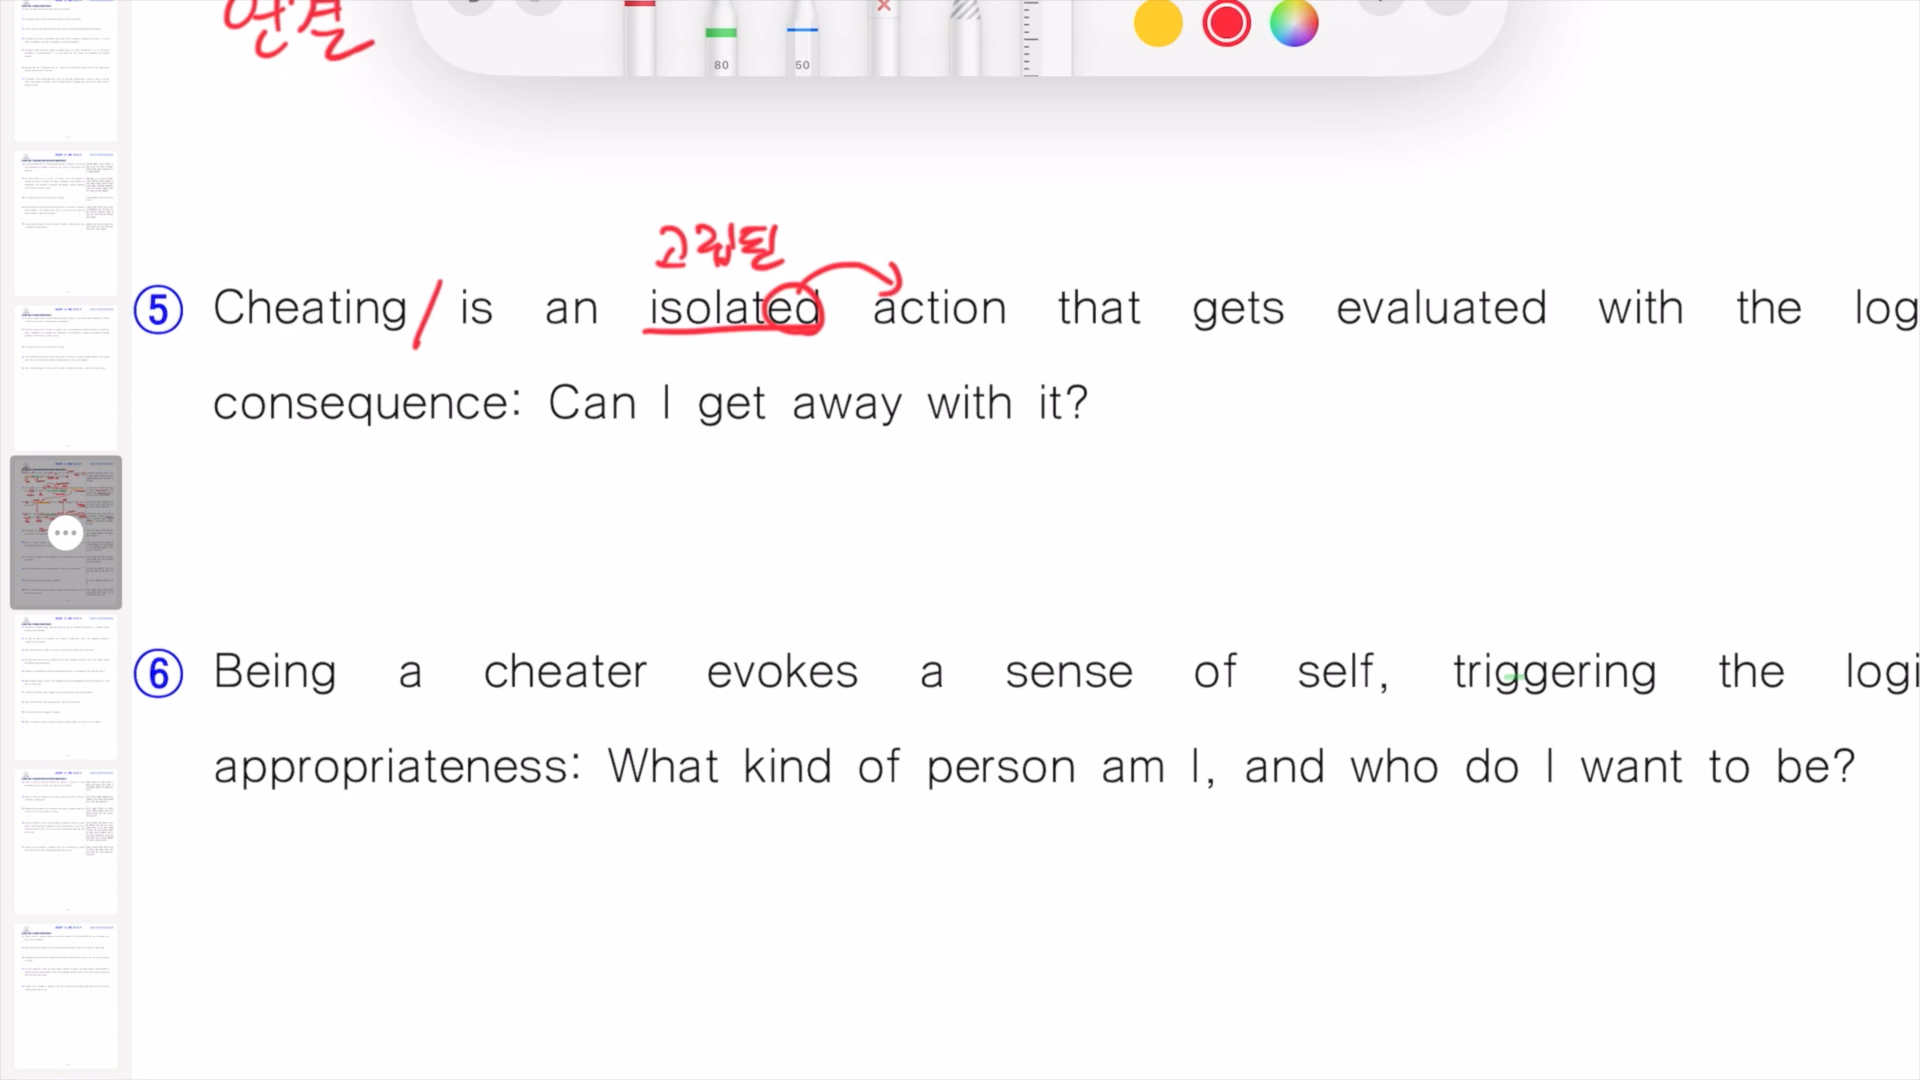 연결
80 50
고립된
⑤ Cheating / is an isolated action that gets evaluated with the log
consequence: Can I get away with it?
⑥ Being a cheater evokes a sense of self, triggering the logi
appropriateness: What kind of person am I, and who do I want to be?